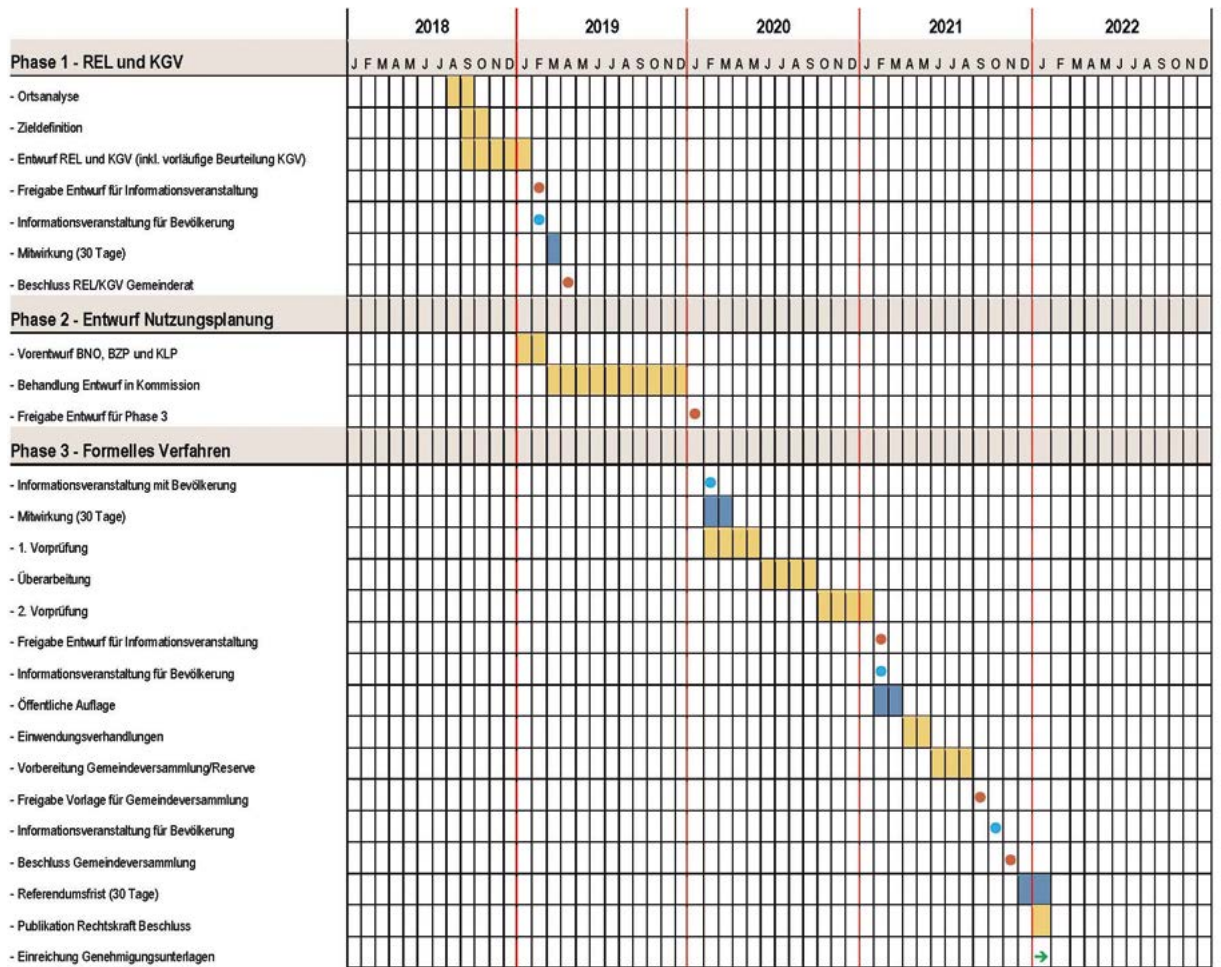 2018 2019 2020 2021 2022
Phase 1 - REL und KGV J F M A M J J A S O N D J F M A M J J A S O N D J F M A M J J A S O N D J F M A M J J A S O N D J F M A M J J A S O N D
- Ortsanalyse
- Zieldefinition
- Entwurf REL und KGV (inkl. vorläufige Beurteilung KGV)
- Freigabe Entwurf für Informationsveranstaltung
- Informationsveranstaltung für Bevölkerung
- Mitwirkung (30 Tage)
- Beschluss REL/KGV Gemeinderat
Phase 2 - Entwurf Nutzungsplanung
- Vorentwurf BNO, BZP und KLP
- Behandlung Entwurf in Kommission
- Freigabe Entwurf für Phase 3
Phase 3 - Formelles Verfahren
- Informationsveranstaltung mit Bevölkerung
- Mitwirkung (30 Tage)
- 1. Vorprüfung
- Überarbeitung
- 2. Vorprüfung
- Freigabe Entwurf für Informationsveranstaltung
- Informationsveranstaltung für Bevölkerung
- Öffentliche Auflage
- Einwendungsverhandlungen
- Vorbereitung Gemeindeversammlung/Reserve
- Freigabe Vorlage für Gemeindeversammlung
- Informationsveranstaltung für Bevölkerung
- Beschluss Gemeindeversammlung
- Referendumsfrist (30 Tage)
- Publikation Rechtskraft Beschluss
- Einreichung Genehmigungsunterlagen